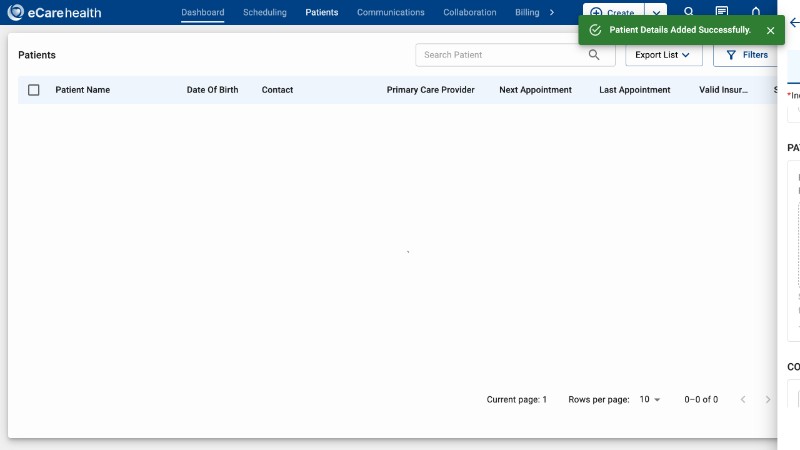 eCarehealth
Dashboard Scheduling Patients Communications Collaboration Billing
Create
Patient Details Added Successfully.
Patients
Search Patient
Export List
Filters
Patient Name Date Of Birth Contact Primary Care Provider Next Appointment Last Appointment Valid Insur... S
*Inc
PA
CO
Current page: 1 Rows per page: 10 0–0 of 0